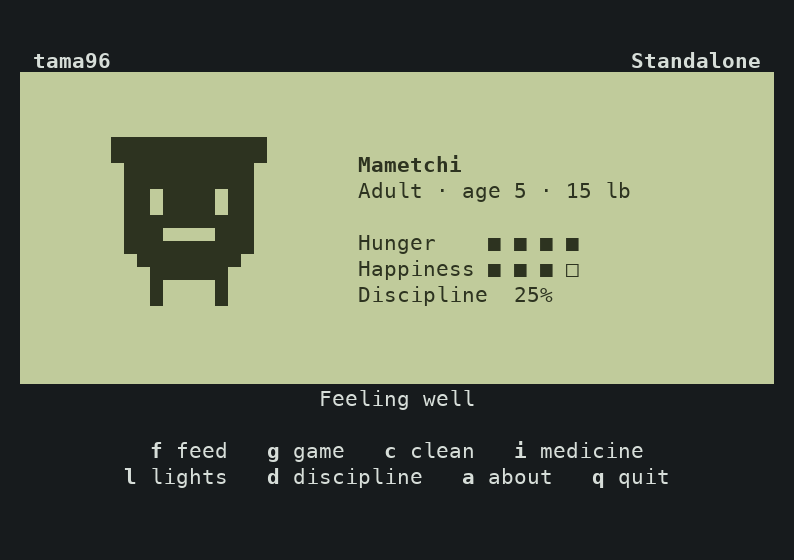 tama96 Standalone
Mametchi
Adult · age 5 · 15 lb
Hunger ■ ■ ■ ■
Happiness ■ ■ ■ □
Discipline 25%
Feeling well
f feed g game c clean i medicine
l lights d discipline a about q quit